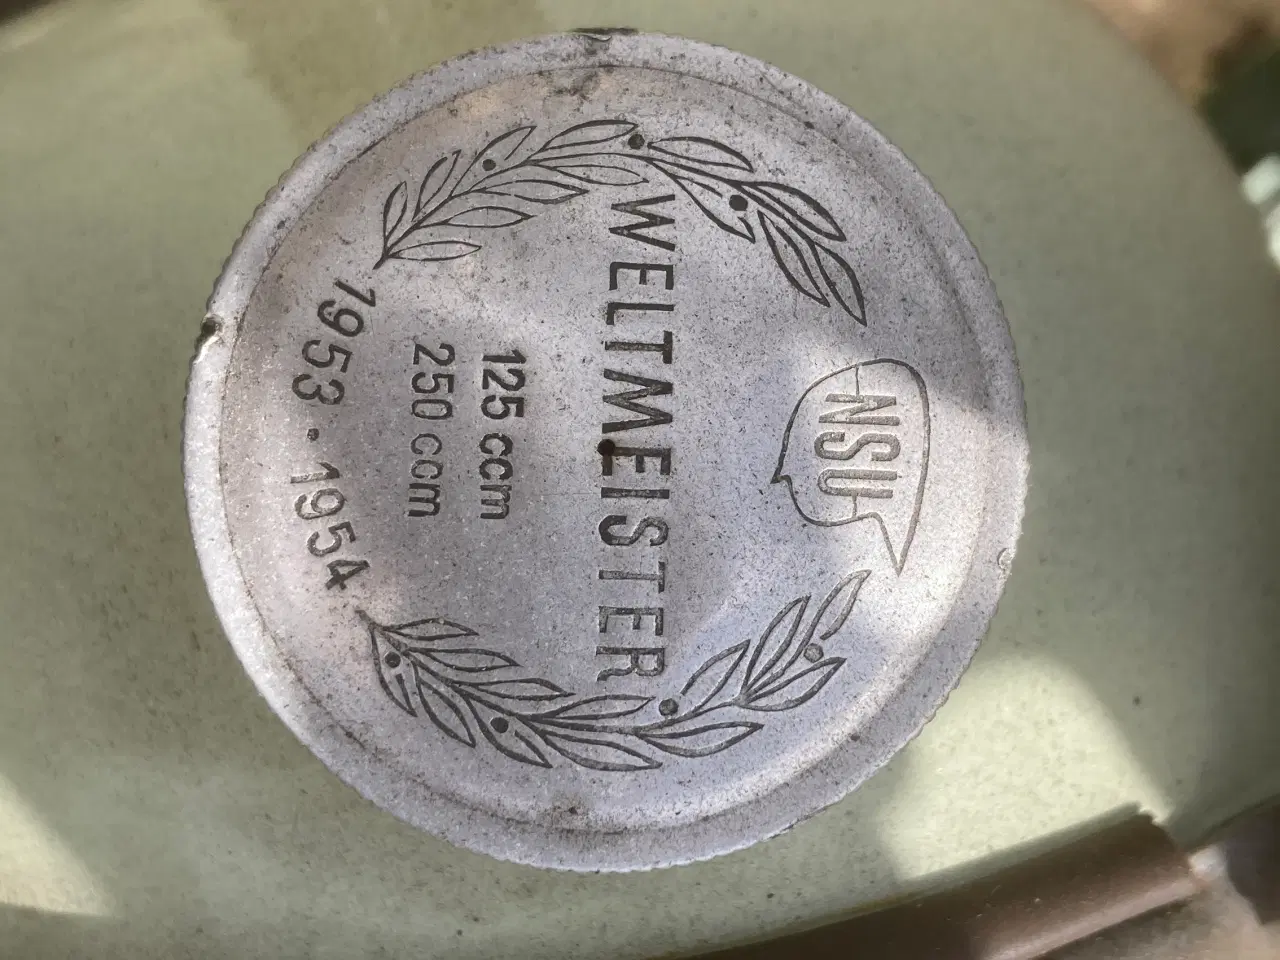 NSU
WELTMEISTER
125 ccm
250 ccm
1953 · 1954